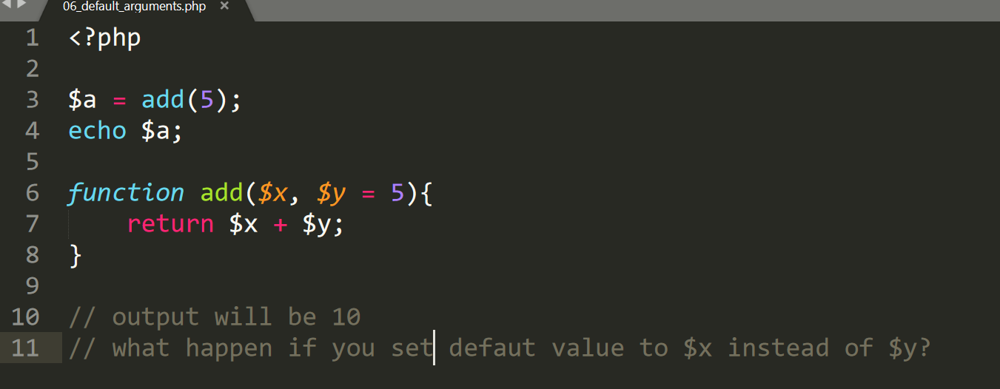 06_default_arguments.php ×
1 <?php
2
3 $a = add(5);
4 echo $a;
5
6 function add($x, $y = 5){
7     return $x + $y;
8 }
9
10 // output will be 10
11 // what happen if you set defaut value to $x instead of $y?